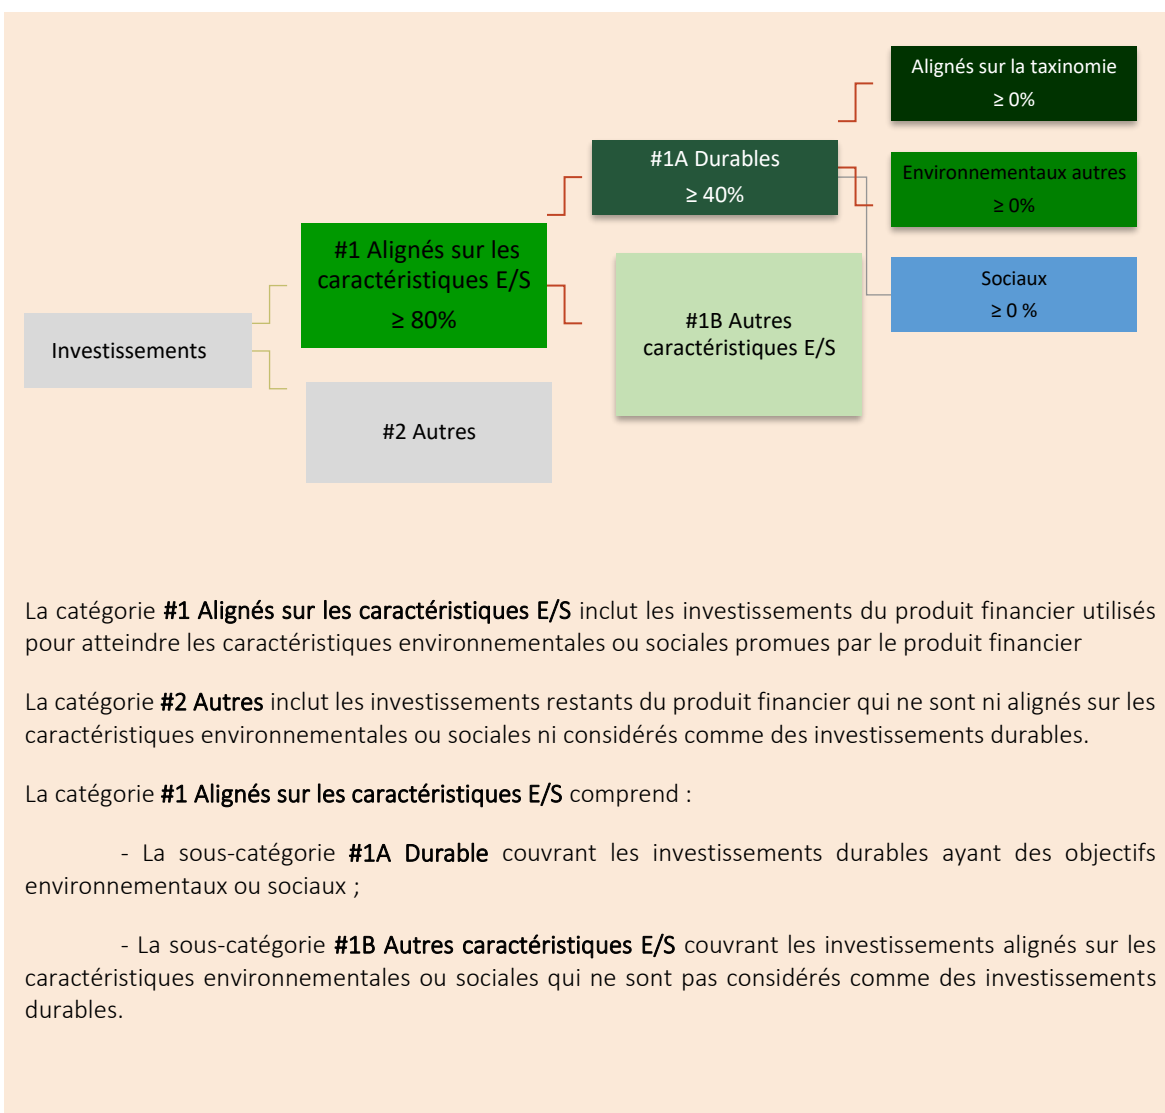 Alignés sur la taxinomie
≥ 0%
#1A Durables
≥ 40%
Environnementaux autres
≥ 0%
#1 Alignés sur les
caractéristiques E/S
≥ 80%
Sociaux
≥ 0 %
#1B Autres
caractéristiques E/S
Investissements
#2 Autres
La catégorie #1 Alignés sur les caractéristiques E/S inclut les investissements du produit financier utilisés
pour atteindre les caractéristiques environnementales ou sociales promues par le produit financier
La catégorie #2 Autres inclut les investissements restants du produit financier qui ne sont ni alignés sur les
caractéristiques environnementales ou sociales ni considérés comme des investissements durables.
La catégorie #1 Alignés sur les caractéristiques E/S comprend :
- La sous-catégorie #1A Durable couvrant les investissements durables ayant des objectifs
environnementaux ou sociaux ;
- La sous-catégorie #1B Autres caractéristiques E/S couvrant les investissements alignés sur les
caractéristiques environnementales ou sociales qui ne sont pas considérés comme des investissements
durables.